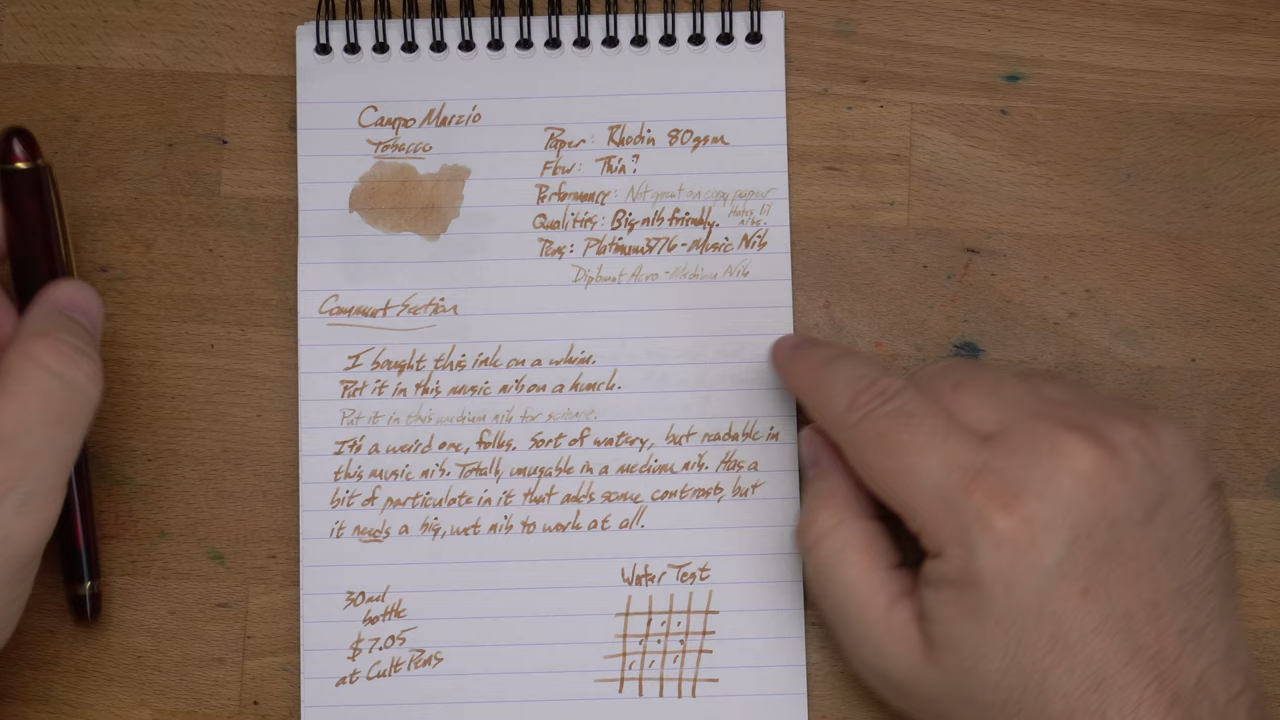 Campo Marzio
Tobacco
Paper: Rhodia 80gsm
Flow: Thin?
Performance: Not great on copy paper
Qualities: Big nib friendly. Hates lil nibs.
Pens: Platinum 3776 - Music Nib
Diplomat Aero - Medium Nib
Comment Section
I bought this ink on a whim.
Put it in this music nib on a hunch.
Put it in this medium nib for science.
It's a weird one, folks. Sort of watery, but readable in
this music nib. Totally unusable in a medium nib. Has a
bit of particulate in it that adds some contrast, but
it needs a big, wet nib to work at all.
30ml
bottle
$7.05
at Cult Pens
Water Test